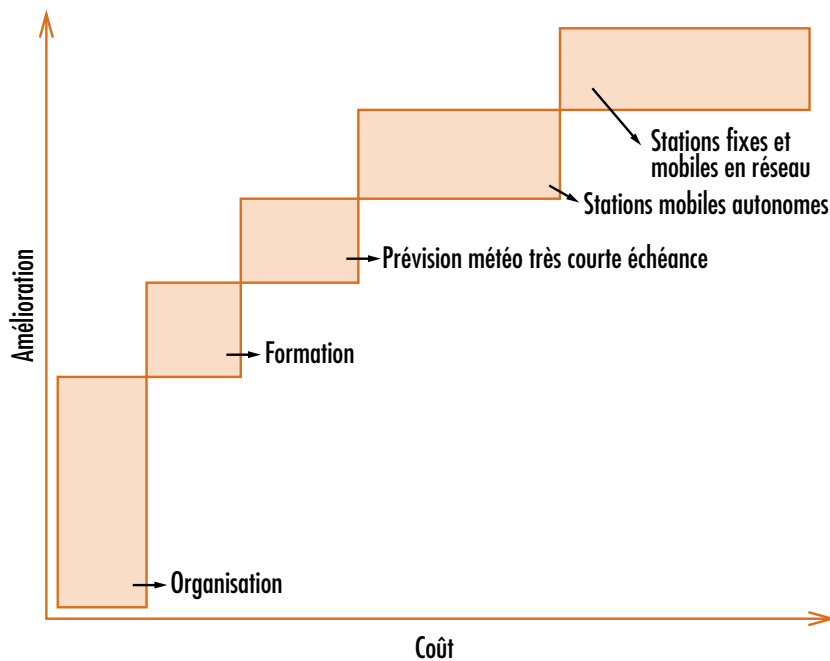 Stations fixes et
mobiles en réseau
Stations mobiles autonomes
Prévision météo très courte échéance
Amélioration
Formation
Organisation
Coût